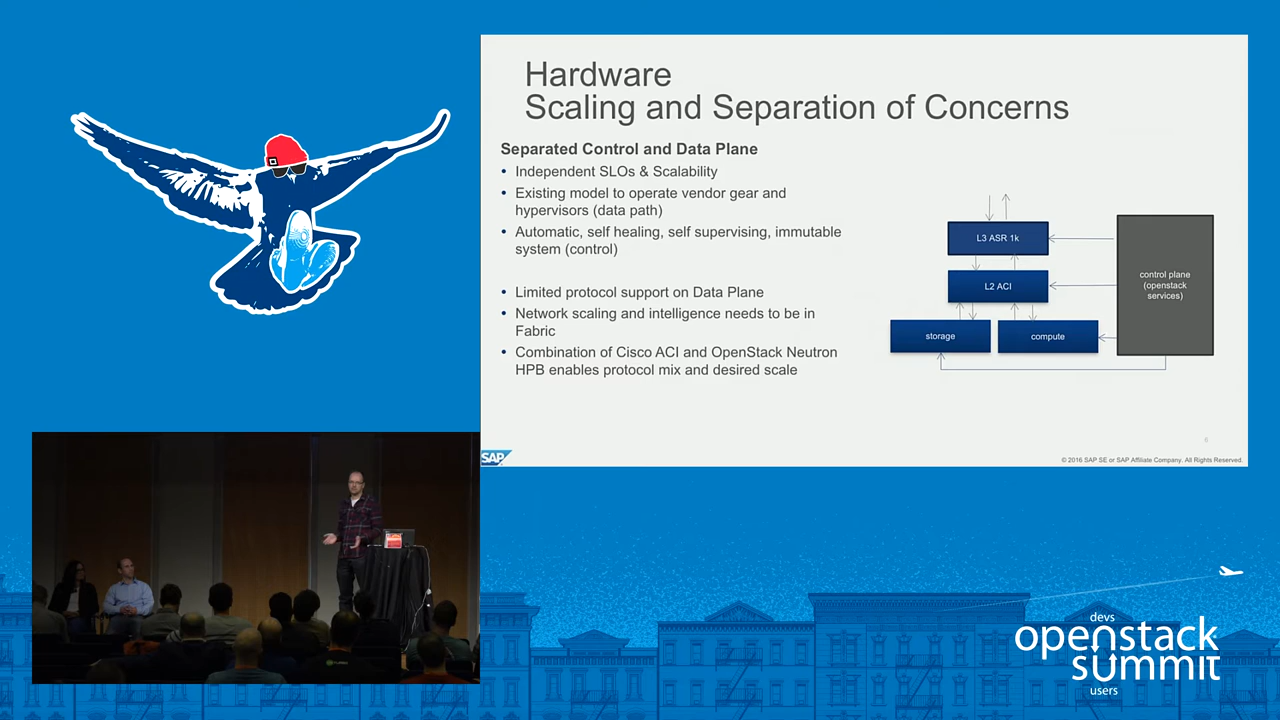 Hardware
Scaling and Separation of Concerns
Separated Control and Data Plane
• Independent SLOs & Scalability
• Existing model to operate vendor gear and
hypervisors (data path)
• Automatic, self healing, self supervising, immutable
system (control)
• Limited protocol support on Data Plane
• Network scaling and intelligence needs to be in
Fabric
• Combination of Cisco ACI and OpenStack Neutron
HPB enables protocol mix and desired scale
L3 ASR 1k
L2 ACI
storage
compute
control plane
(openstack
services)
SAP
© 2016 SAP SE or SAP Affiliate Company. All Rights Reserved.
devs
openstack
summit
users